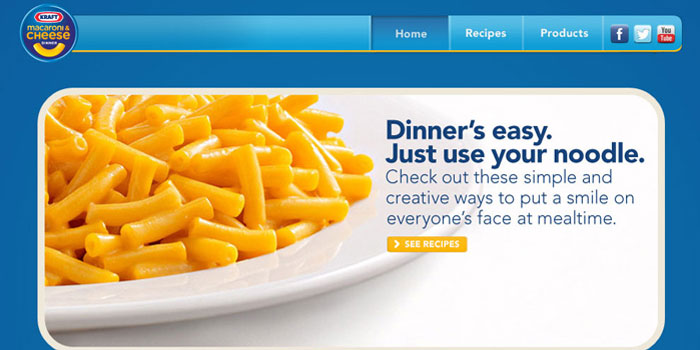 KRAFT
macaroni &
CHEESE
DINNER
Home
Recipes
Products
f
You
Tube
Dinner's easy.
Just use your noodle.
Check out these simple and
creative ways to put a smile on
everyone's face at mealtime.
SEE RECIPES